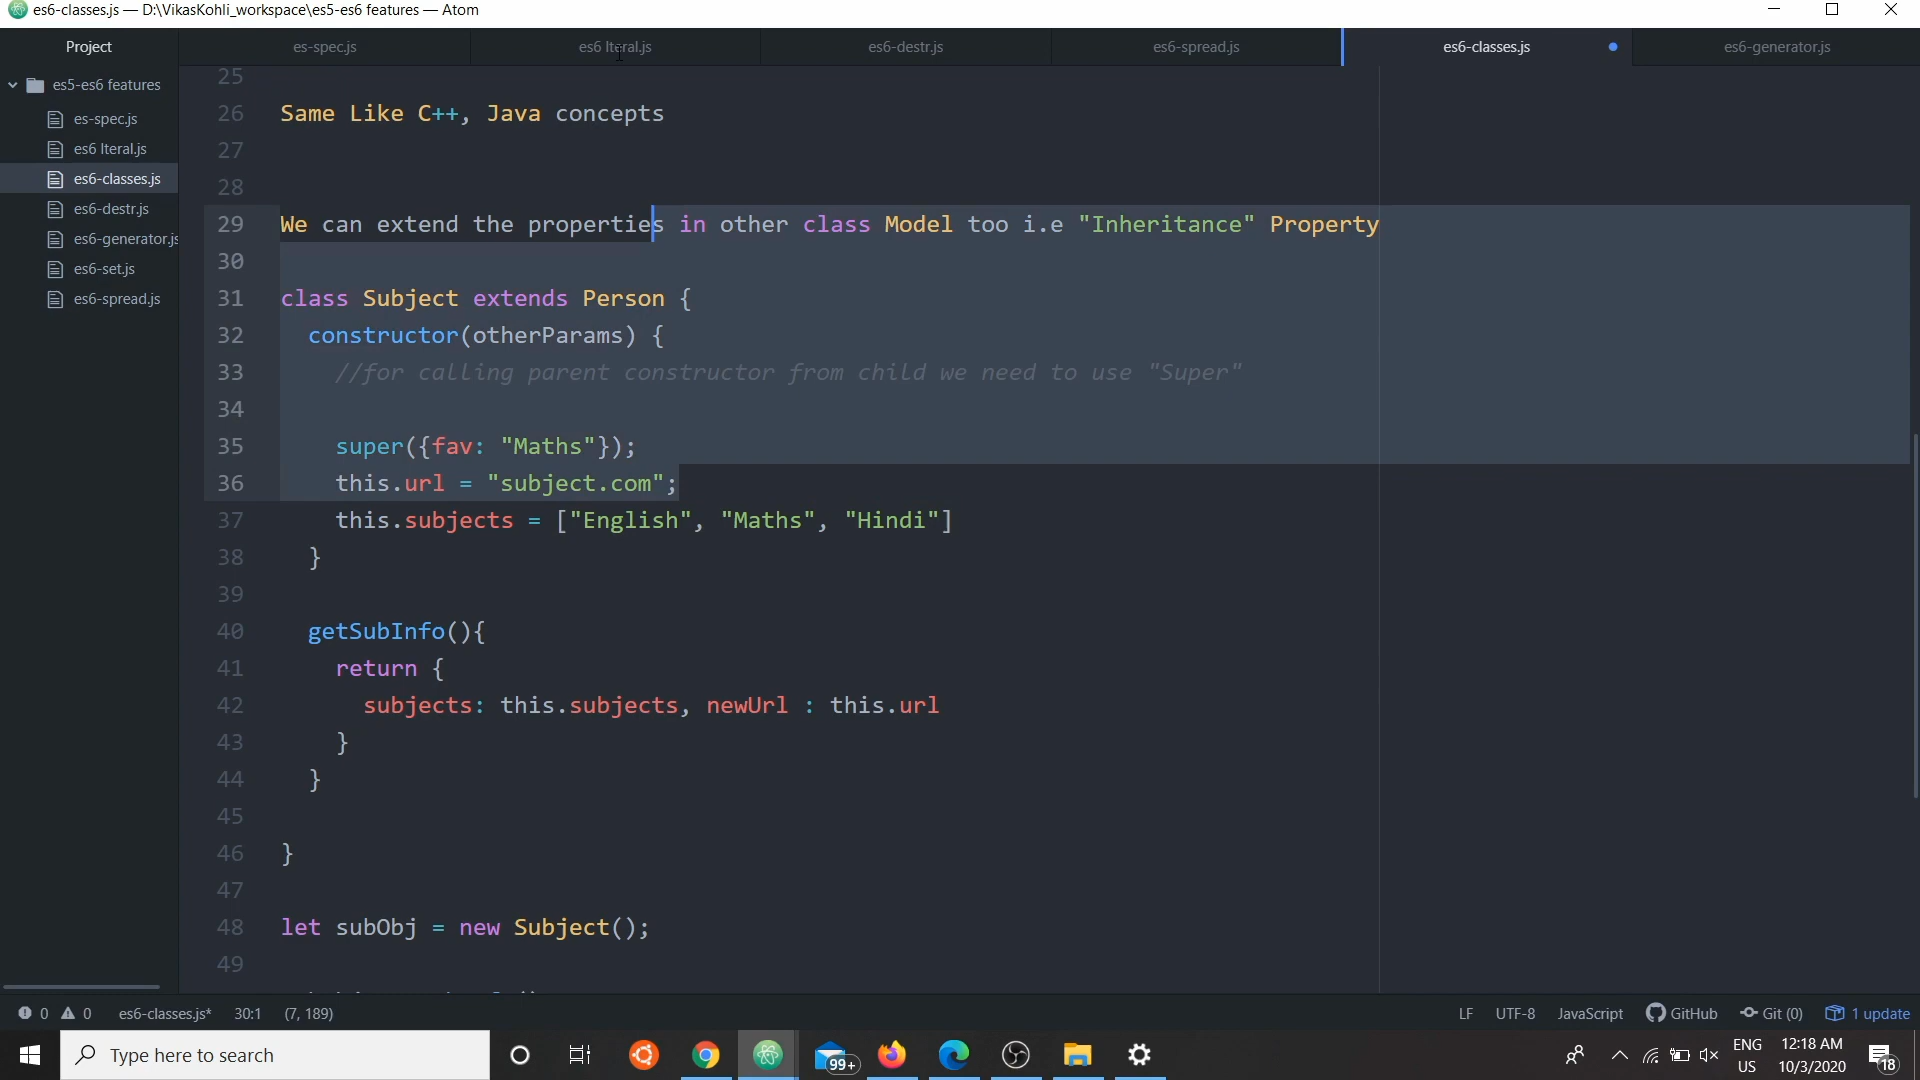 es6-classes.js — D:\VikasKohli_workspace\es5-es6 features — Atom
Project
es-spec.js
es6 lteral.js
es6-destr.js
es6-spread.js
es6-classes.js
es6-generator.js
es5-es6 features
es-spec.js
es6 lteral.js
es6-classes.js
es6-destr.js
es6-generator.js
es6-set.js
es6-spread.js
25
26 Same Like C++, Java concepts
27
28
29 We can extend the properties in other class Model too i.e "Inheritance" Property
30
31 class Subject extends Person {
32 constructor(otherParams) {
33 //for calling parent constructor from child we need to use "Super"
34
35 super({fav: "Maths"});
36 this.url = "subject.com";
37 this.subjects = ["English", "Maths", "Hindi"]
38 }
39
40 getSubInfo(){
41 return {
42 subjects: this.subjects, newUrl : this.url
43 }
44 }
45
46 }
47
48 let subObj = new Subject();
49
0 0 es6-classes.js* 30:1 (7, 189)
LF UTF-8 JavaScript GitHub Git (0) 1 update
Type here to search
99+
ENG
US
12:18 AM
10/3/2020
18